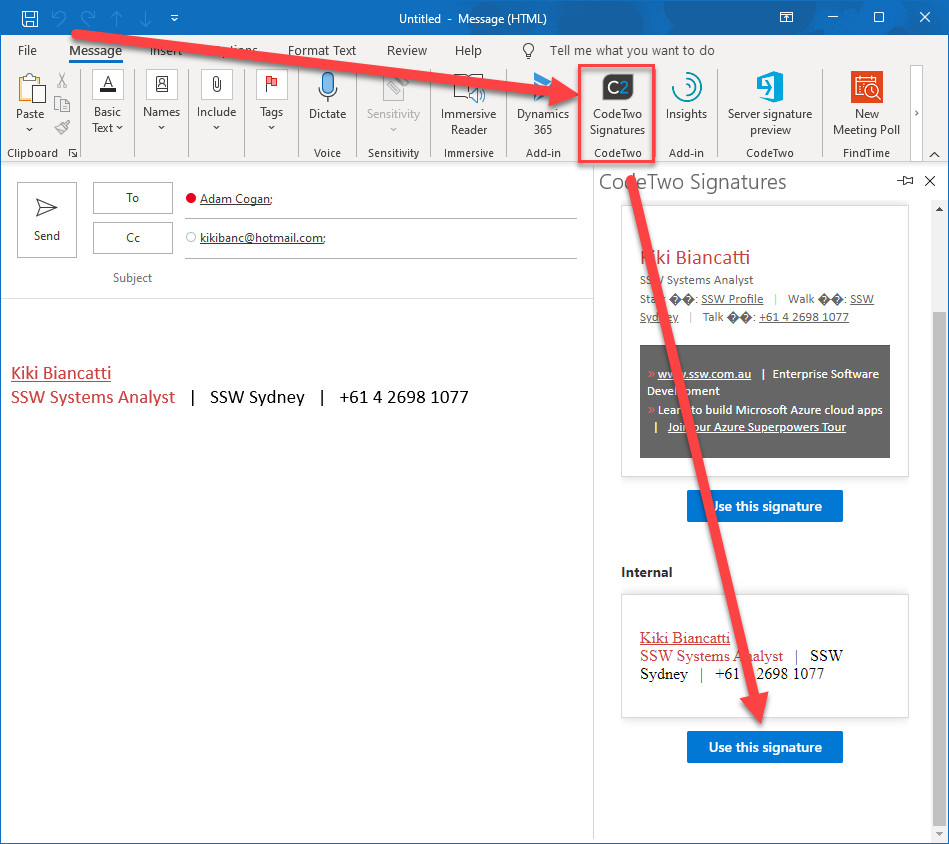 Untitled - Message (HTML)
File Message Insert Options Format Text Review Help Tell me what you want to do
Paste
Basic Text
Names
Include
Tags
Dictate
Sensitivity
Immersive Reader
Dynamics 365
C2
CodeTwo Signatures
Insights
Server signature preview
New Meeting Poll
Clipboard Voice Sensitivity Immersive Add-in CodeTwo Add-in CodeTwo FindTime
Send
To
Adam Cogan;
Cc
kikibanc@hotmail.com;
Subject
Kiki Biancatti
SSW Systems Analyst | SSW Sydney | +61 4 2698 1077
CodeTwo Signatures
Kiki Biancatti
SSW Systems Analyst
��: SSW Profile | Walk ��: SSW
Sydney | Talk ��: +61 4 2698 1077
» www.ssw.com.au | Enterprise Software
Development
» Learn to build Microsoft Azure cloud apps
| Join our Azure Superpowers Tour
Use this signature
Internal
Kiki Biancatti
SSW Systems Analyst | SSW
Sydney | +61 4 2698 1077
Use this signature